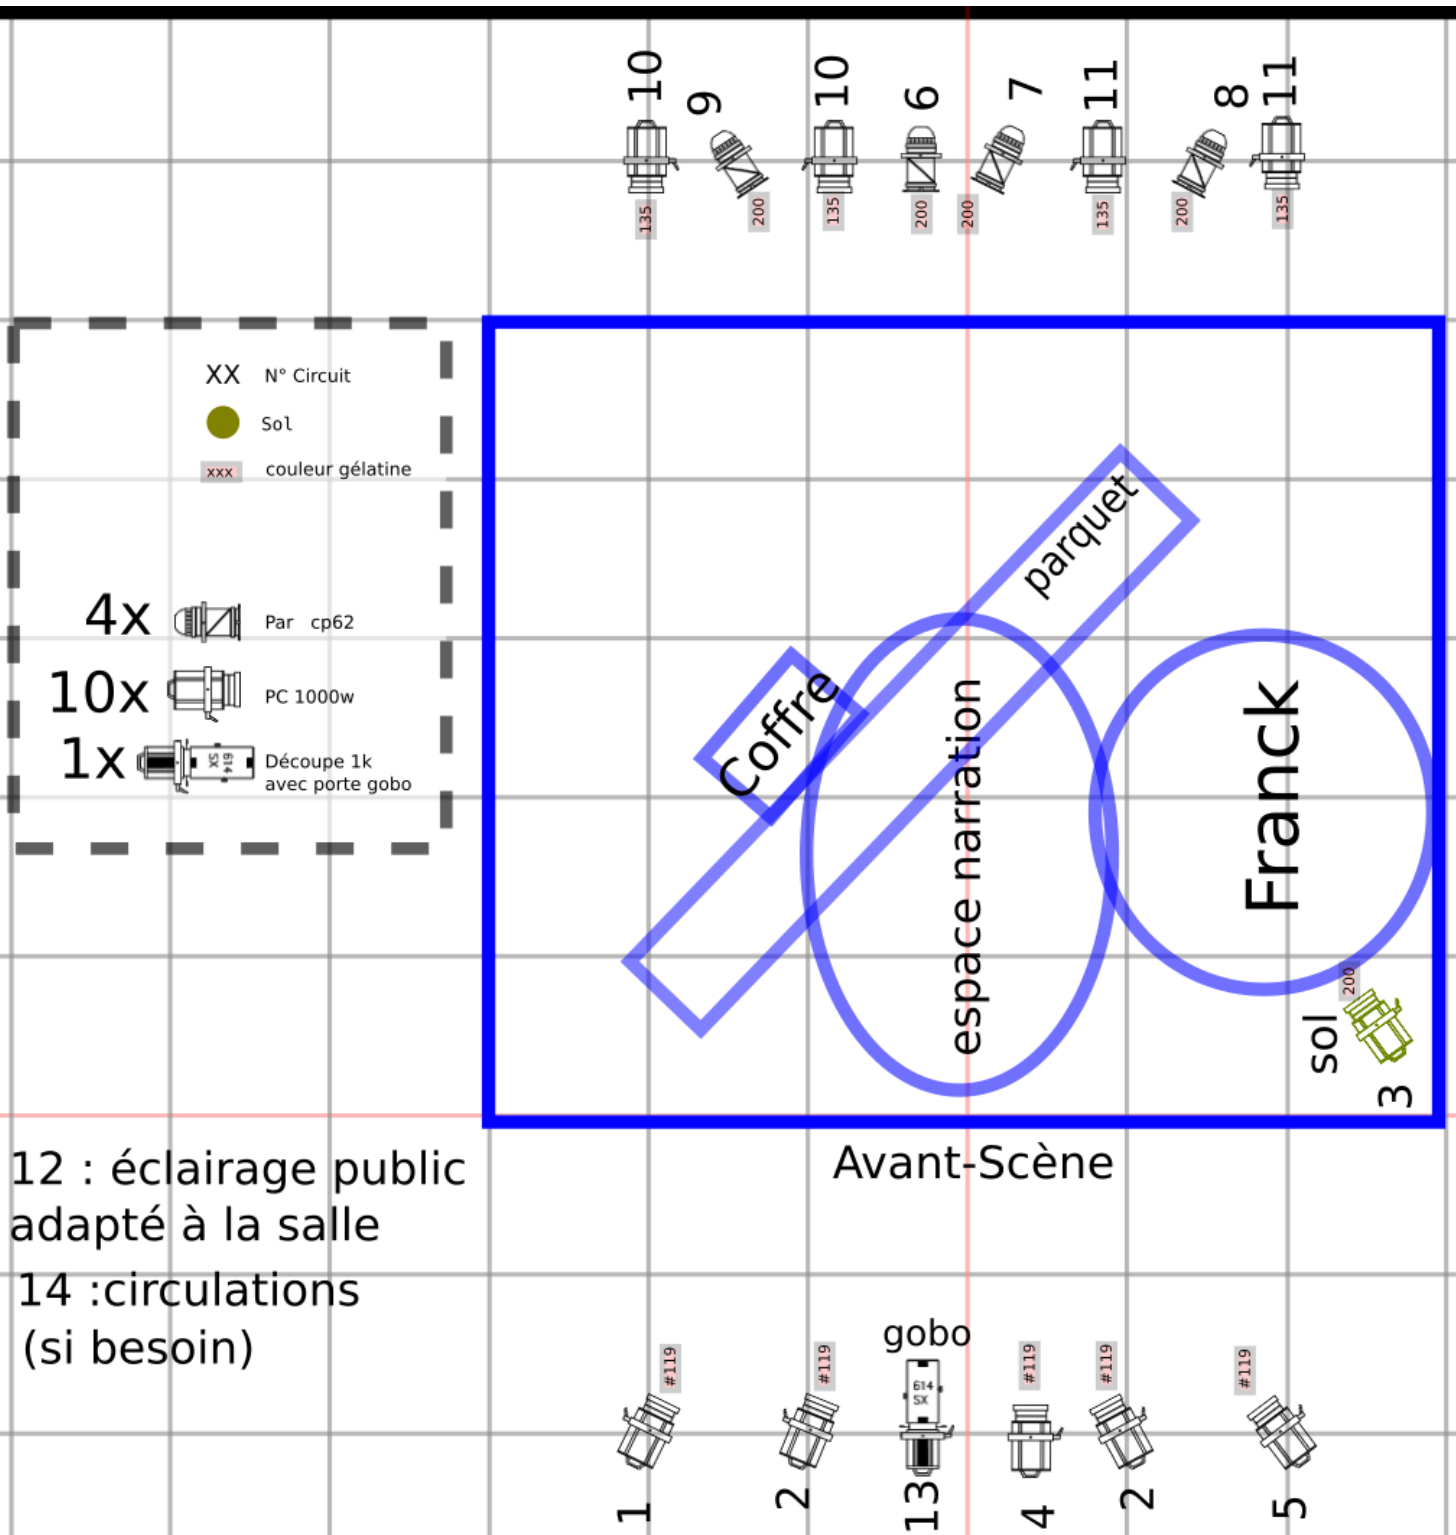 10
9
10
6
7
11
8
11
135
200
135
200
200
135
200
135
XX N° Circuit
Sol
xxx couleur gélatine
4x Par cp62
10x PC 1000w
1x 614 SX Découpe 1k
avec porte gobo
parquet
Coffre
espace narration
Franck
200
sol
3
Avant-Scène
12 : éclairage public
adapté à la salle
14 :circulations
(si besoin)
gobo
#119
#119
614
SX
#119
#119
#119
1
2
13
4
2
5